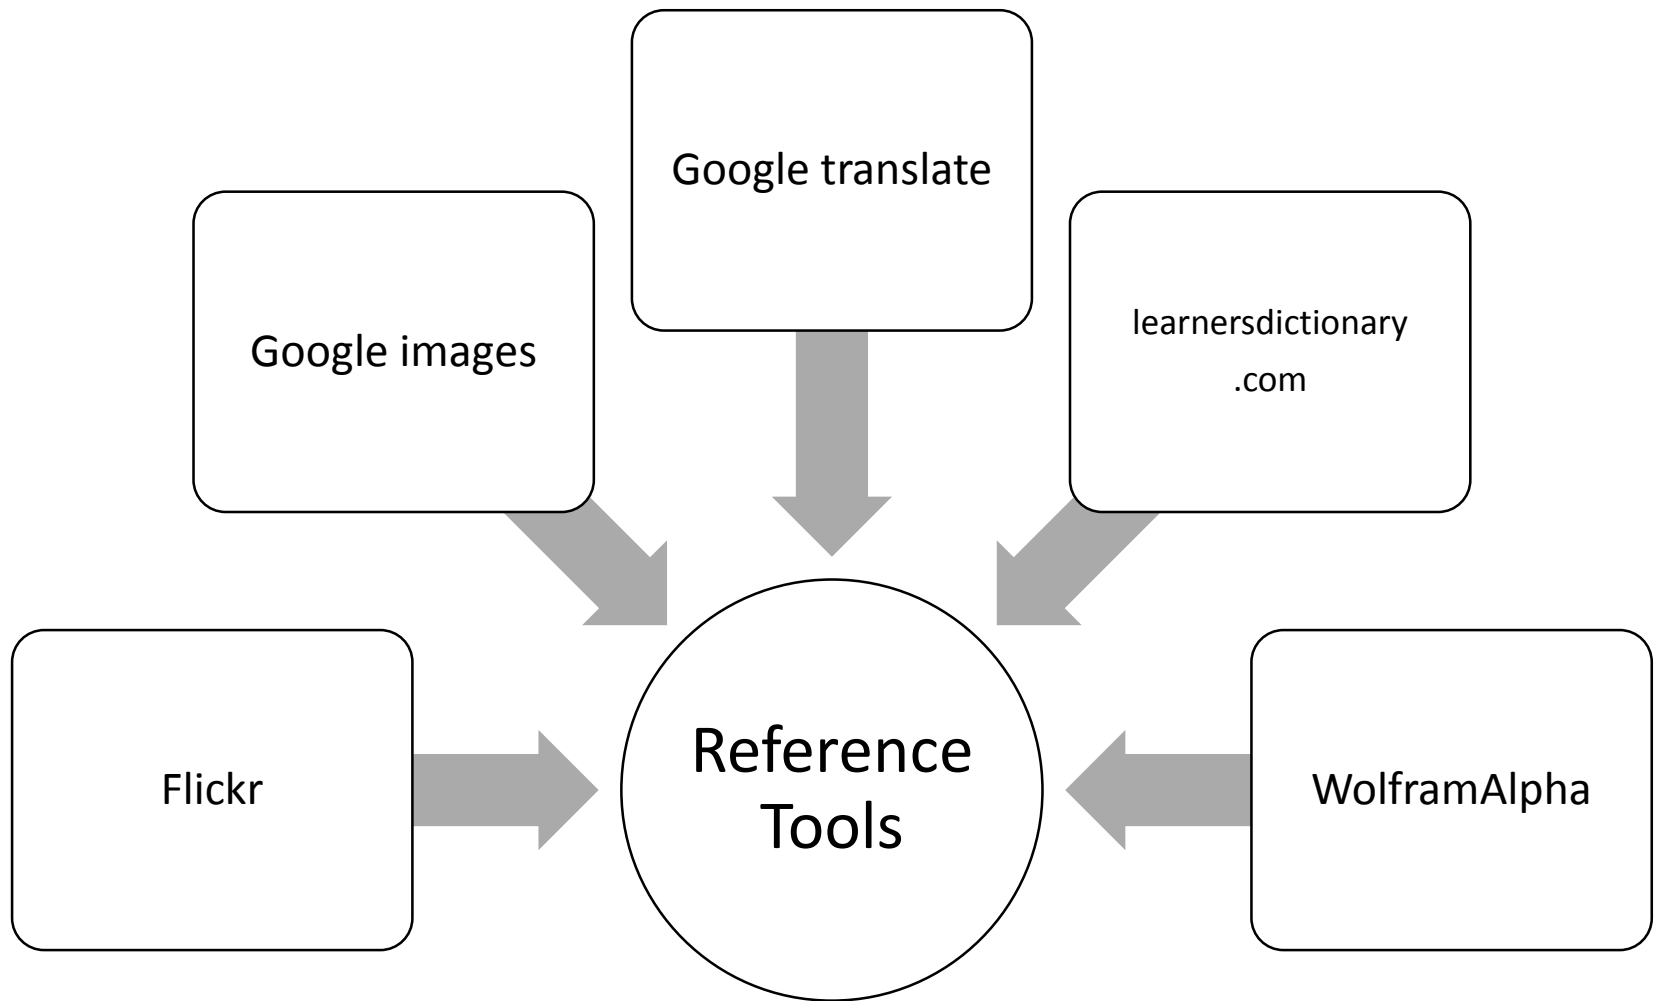 Google translate
Google images
learnersdictionary
.com
Flickr
Reference
Tools
WolframAlpha